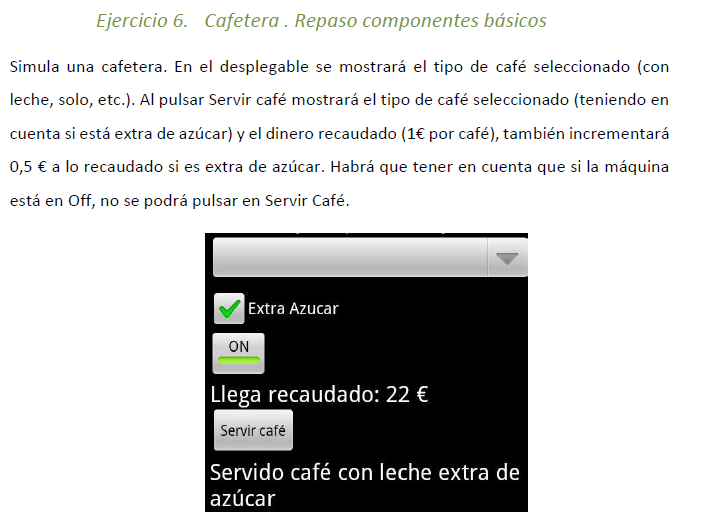 Ejercicio 6. Cafetera . Repaso componentes básicos
Simula una cafetera. En el desplegable se mostrará el tipo de café seleccionado (con
leche, solo, etc.). Al pulsar Servir café mostrará el tipo de café seleccionado (teniendo en
cuenta si está extra de azúcar) y el dinero recaudado (1€ por café), también incrementará
0,5 € a lo recaudado si es extra de azúcar. Habrá que tener en cuenta que si la máquina
está en Off, no se podrá pulsar en Servir Café.
Extra Azucar
ON
Llega recaudado: 22 €
Servir café
Servido café con leche extra de
azúcar